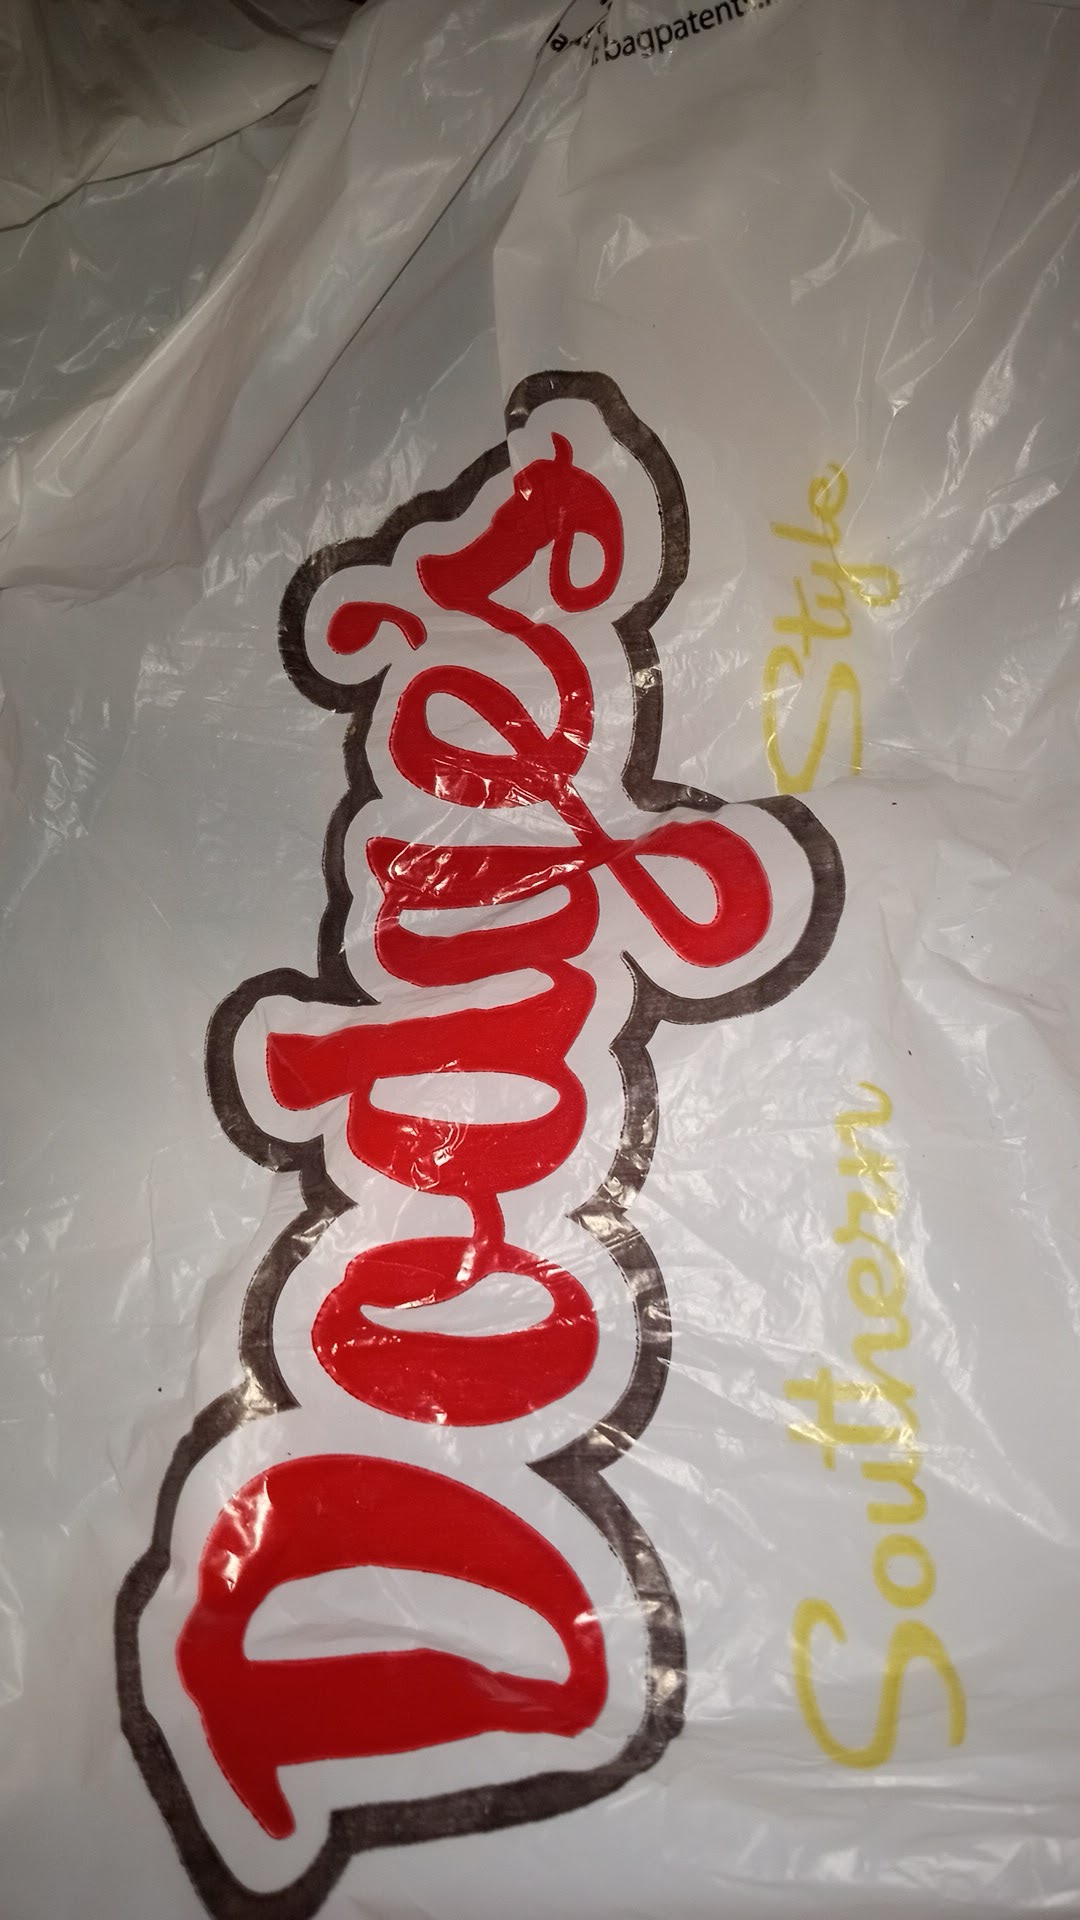 Dodge's
Southern Style
bagpatent